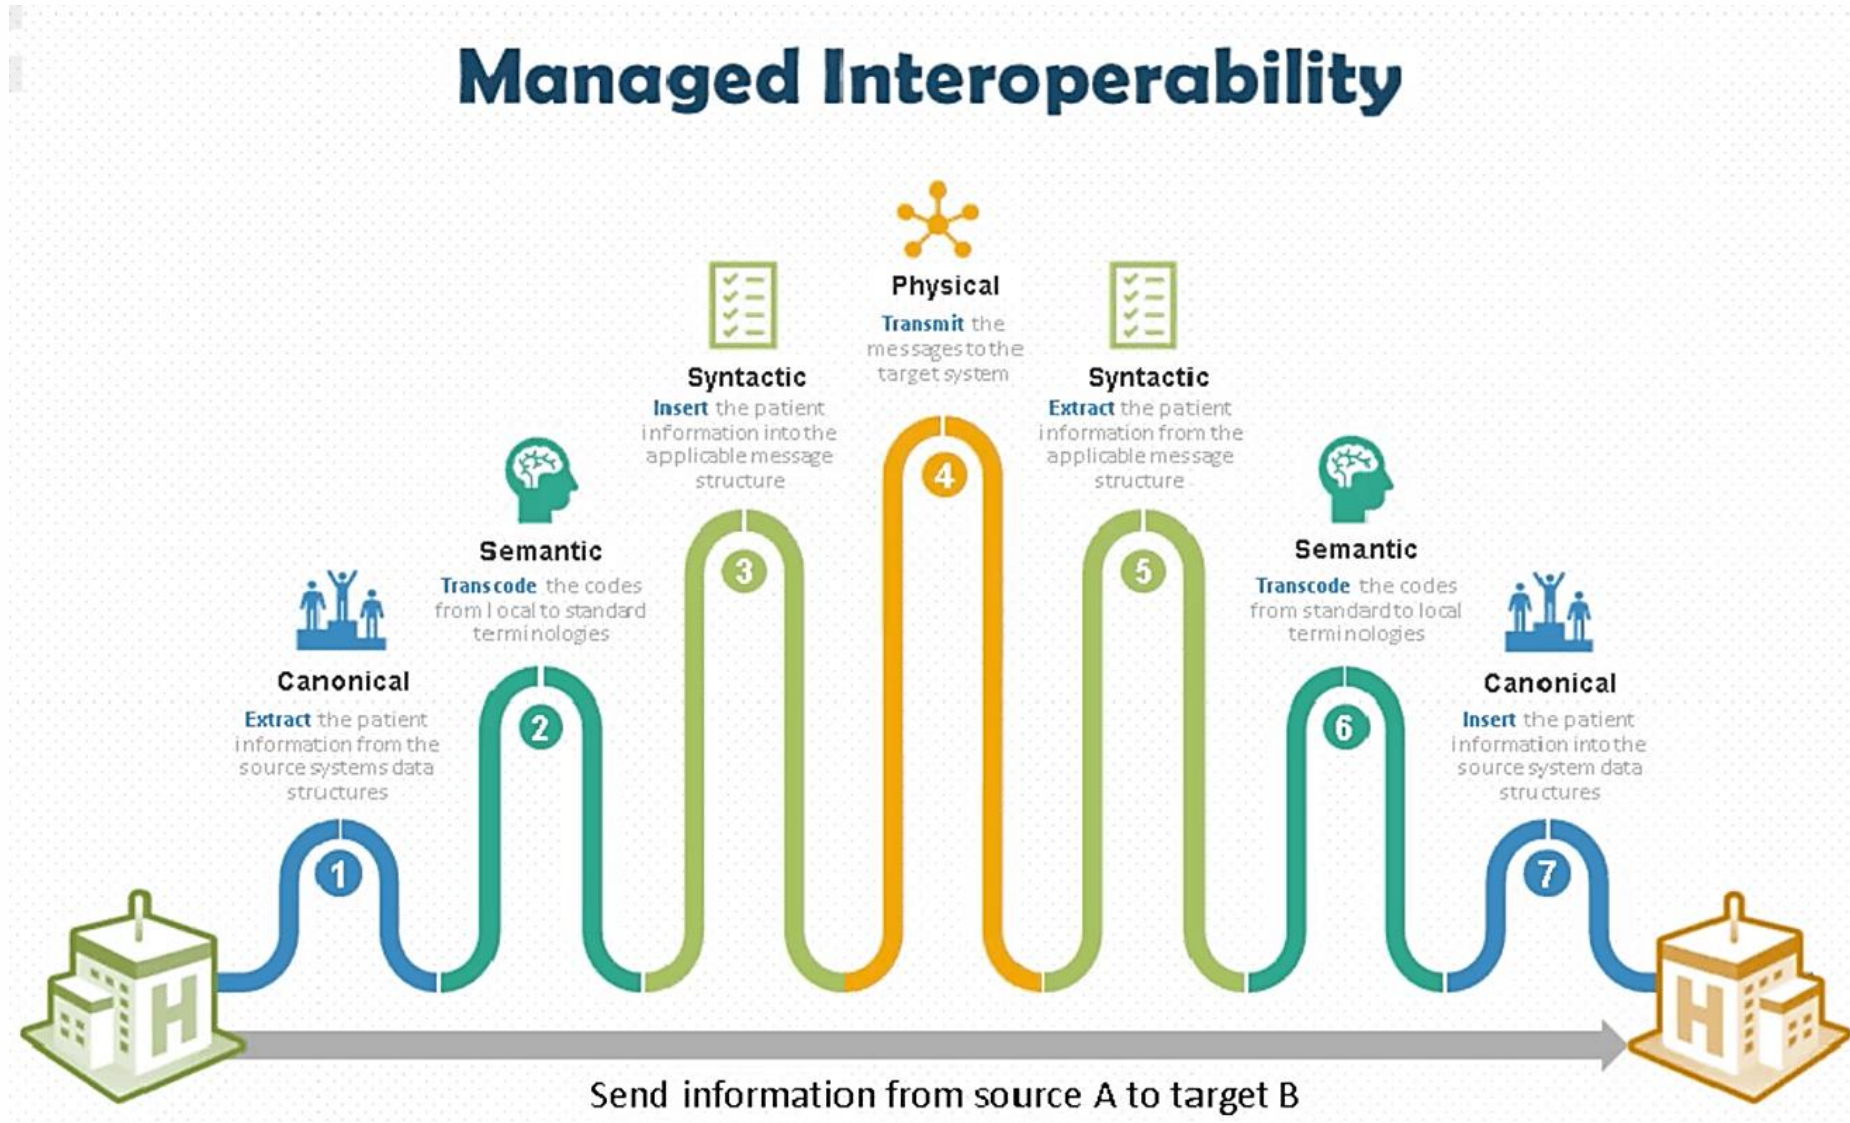 Managed Interoperability
Physical
Transmit the
messages to the
target system
Syntactic
Insert the patient
information into the
applicable message
structure
Syntactic
Extract the patient
information from the
applicable message
structure
4
Semantic
Transcode the codes
from Local to standard
terminologies
3
5
Semantic
Transcode the codes
from standard to local
terminologies
Canonical
Extract the patient
information from the
source systems data
structures
2
6
Canonical
Insert the patient
information into the
source system data
structures
1
7
H
H
Send information from source A to target B